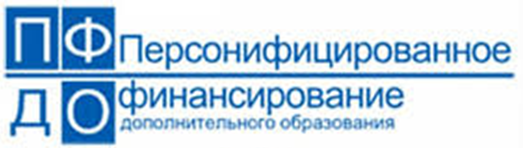 ПФ Персонифицированное
ДО финансирование
дополнительного образования